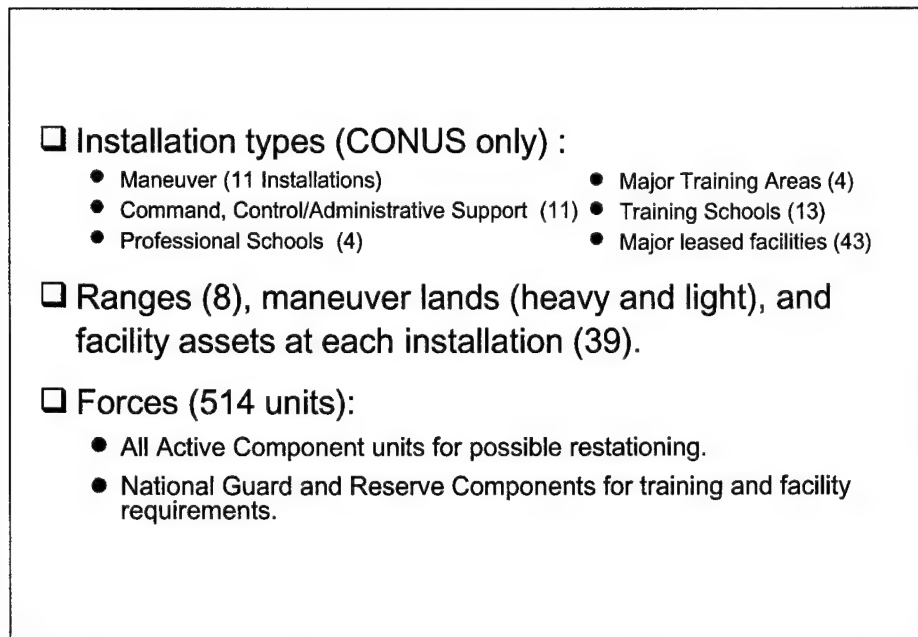 ❑ Installation types (CONUS only) :
● Maneuver (11 Installations)
● Command, Control/Administrative Support (11)
● Professional Schools (4)
● Major Training Areas (4)
● Training Schools (13)
● Major leased facilities (43)
❑ Ranges (8), maneuver lands (heavy and light), and
facility assets at each installation (39).
❑ Forces (514 units):
● All Active Component units for possible restationing.
● National Guard and Reserve Components for training and facility
requirements.